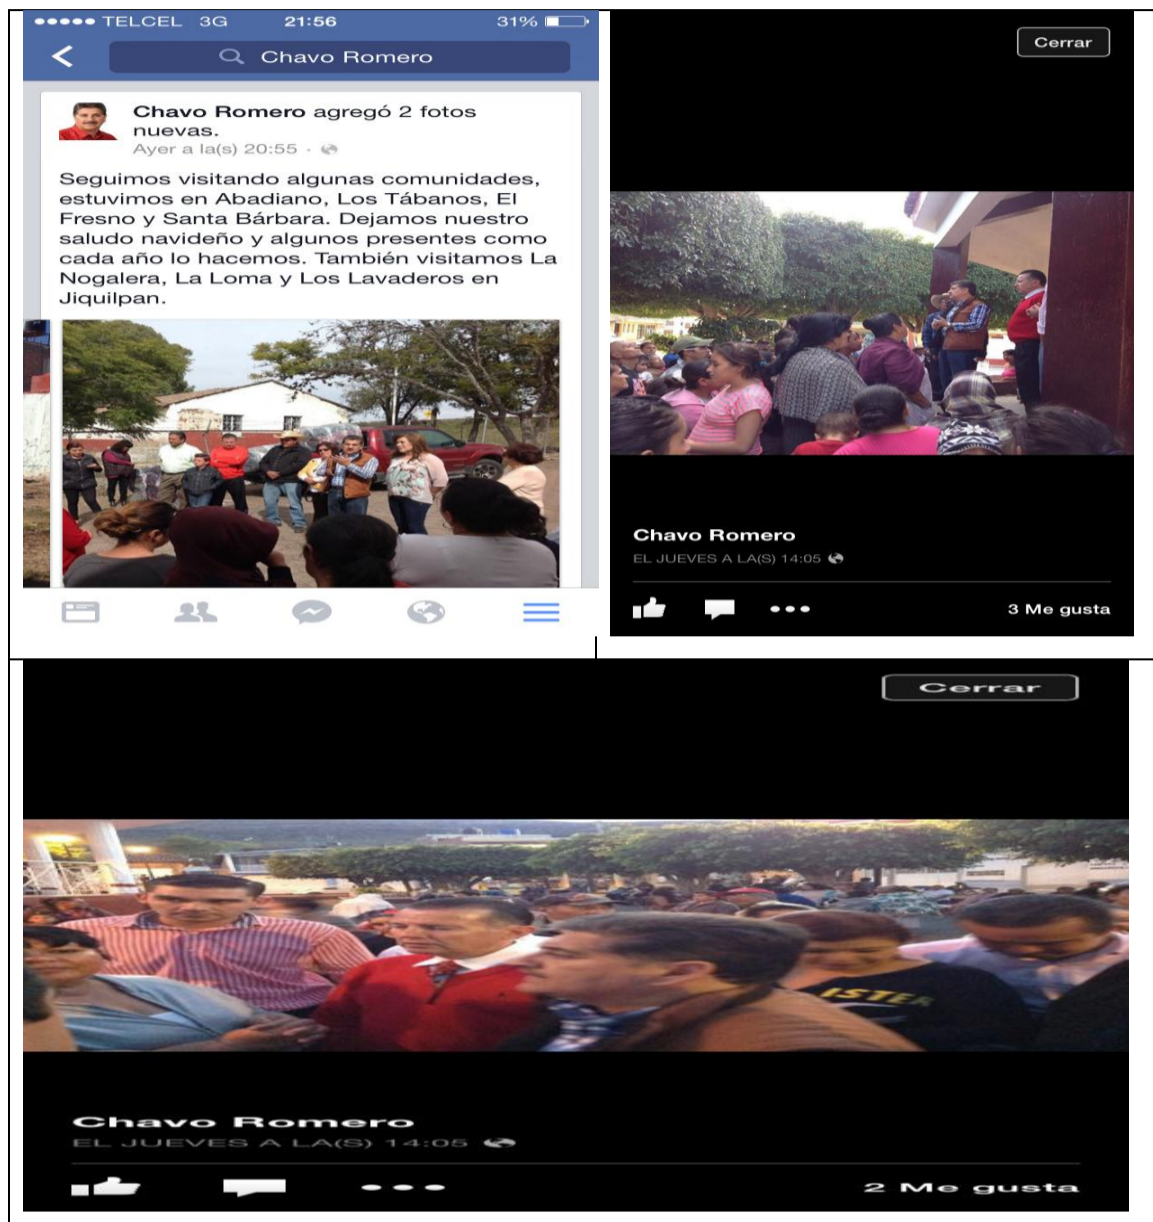 TELCEL 3G 21:56 31%
Chavo Romero
Chavo Romero agregó 2 fotos
nuevas.
Ayer a la(s) 20:55 ·
Seguimos visitando algunas comunidades,
estuvimos en Abadiano, Los Tábanos, El
Fresno y Santa Bárbara. Dejamos nuestro
saludo navideño y algunos presentes como
cada año lo hacemos. También visitamos La
Nogalera, La Loma y Los Lavaderos en
Jiquilpan.
Cerrar
Chavo Romero
EL JUEVES A LA(S) 14:05
3 Me gusta
Cerrar
ISTER
Chavo Romero
EL JUEVES A LA(S) 14:05
2 Me gusta